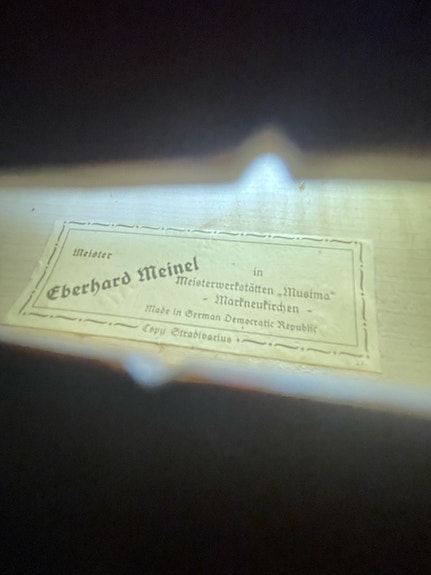 Meister
Eberhard Meinel
in
Meisterwerkstätten „Musima“
- Markneukirchen -
Made in German Democratic Republic
Copy Stradivarius